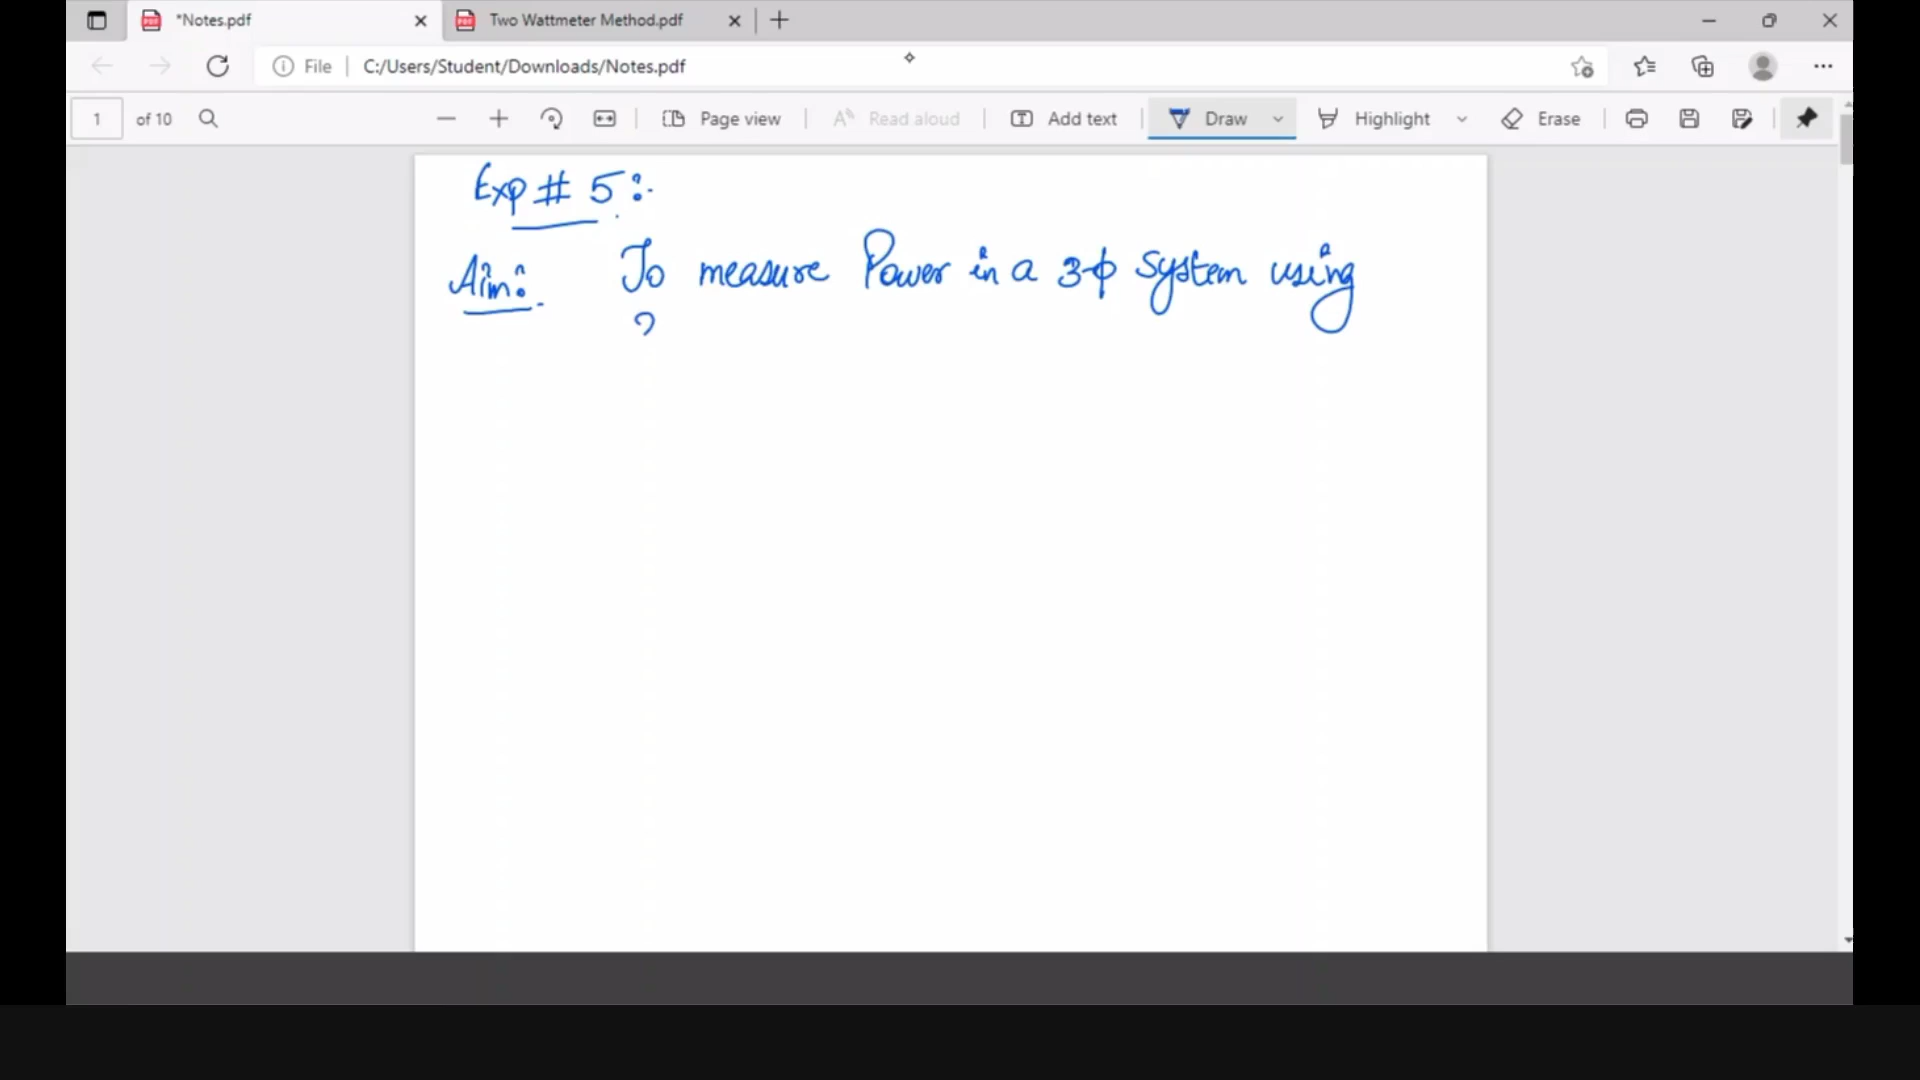 *Notes.pdf
Two Wattmeter Method.pdf
File
C:/Users/Student/Downloads/Notes.pdf
1 of 10
Page view
Read aloud
Add text
Draw
Highlight
Erase
Exp # 5:-
Aim:- To measure Power in a 3-φ System using